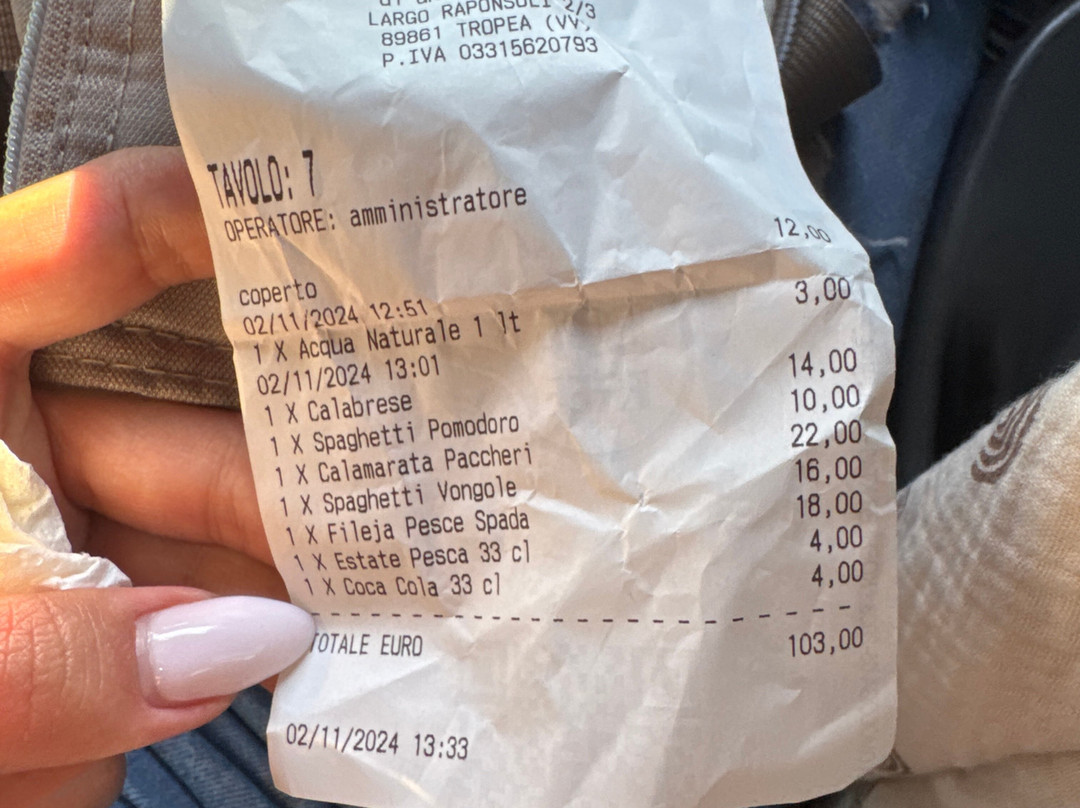 LARGO RAPONSOLI 2/3
89861 TROPEA (VV)
P.IVA 03315620793
TAVOLO: 7
OPERATORE: amministratore
coperto 12,00
02/11/2024 12:51
1 X Acqua Naturale 1 lt 3,00
02/11/2024 13:01
1 X Calabrese 14,00
1 X Spaghetti Pomodoro 10,00
1 X Calamarata Paccheri 22,00
1 X Spaghetti Vongole 16,00
1 X Fileja Pesce Spada 18,00
1 X Estate Pesca 33 cl 4,00
1 X Coca Cola 33 cl 4,00
TOTALE EURO 103,00
02/11/2024 13:33